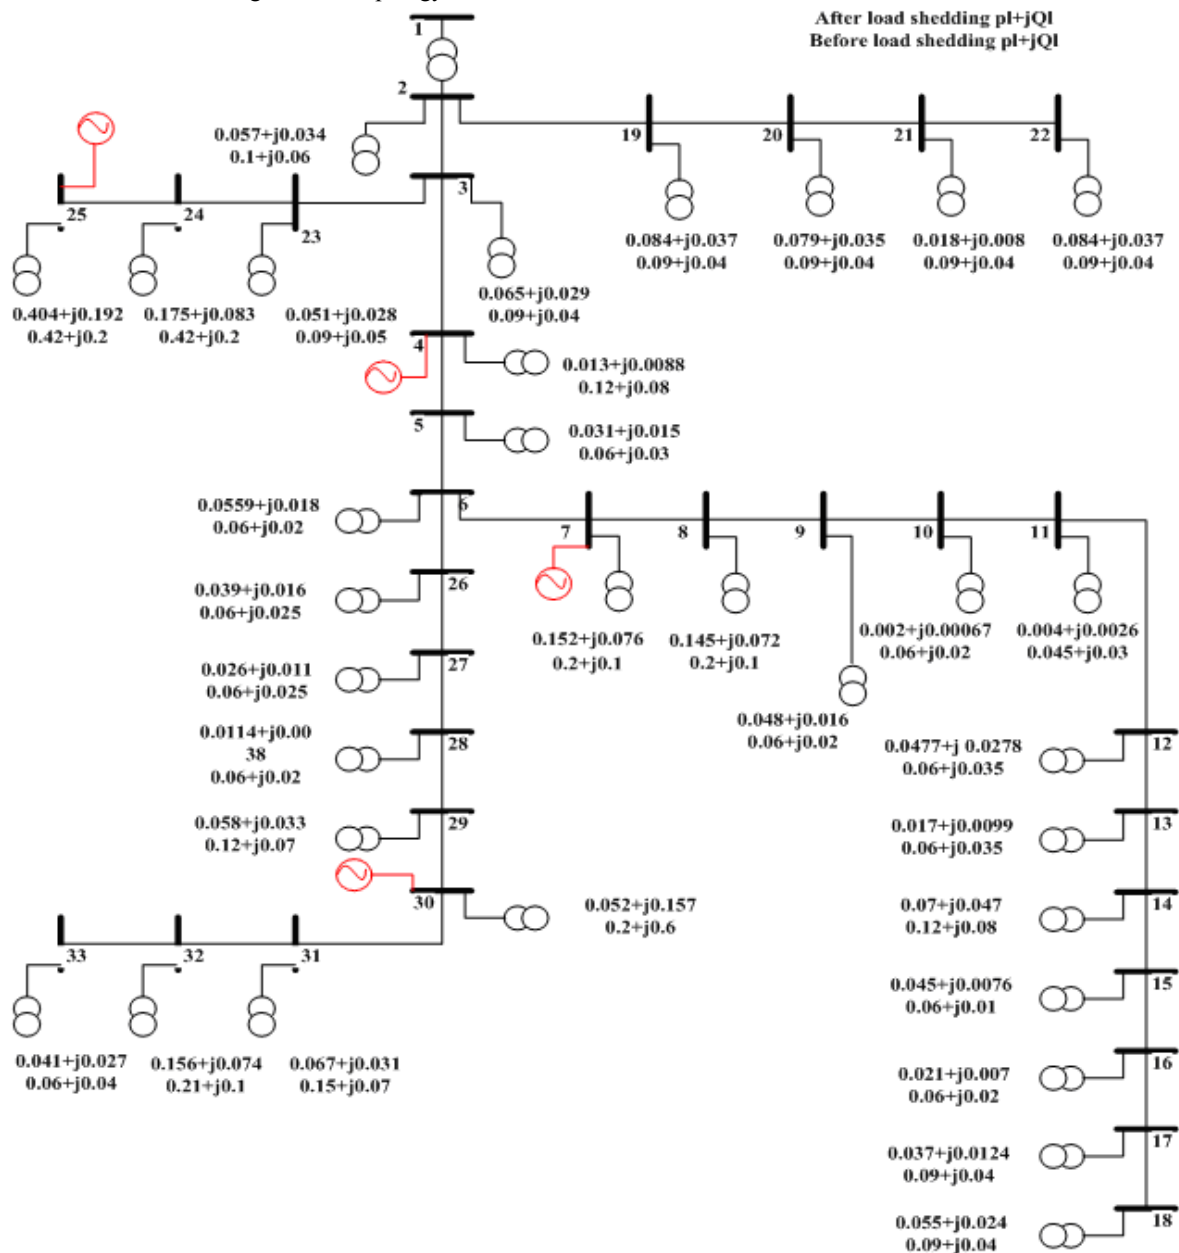 After load shedding pl+jQl
Before load shedding pl+jQl
1
2
0.057+j0.034
0.1+j0.06
19
20
21
22
3
25
24
23
0.084+j0.037
0.09+j0.04
0.079+j0.035
0.09+j0.04
0.018+j0.008
0.09+j0.04
0.084+j0.037
0.09+j0.04
0.404+j0.192
0.42+j0.2
0.175+j0.083
0.42+j0.2
0.051+j0.028
0.09+j0.05
0.065+j0.029
0.09+j0.04
4
0.013+j0.0088
0.12+j0.08
5
0.031+j0.015
0.06+j0.03
6
0.0559+j0.018
0.06+j0.02
7
8
9
10
11
26
0.039+j0.016
0.06+j0.025
0.152+j0.076
0.2+j0.1
0.145+j0.072
0.2+j0.1
0.002+j0.00067
0.06+j0.02
0.004+j0.0026
0.045+j0.03
27
0.026+j0.011
0.06+j0.025
0.048+j0.016
0.06+j0.02
28
0.0114+j0.00
38
0.06+j0.02
12
0.0477+j 0.0278
0.06+j0.035
29
0.058+j0.033
0.12+j0.07
13
0.017+j0.0099
0.06+j0.035
30
0.052+j0.157
0.2+j0.6
14
0.07+j0.047
0.12+j0.08
33
32
31
15
0.045+j0.0076
0.06+j0.01
0.041+j0.027
0.06+j0.04
0.156+j0.074
0.21+j0.1
0.067+j0.031
0.15+j0.07
16
0.021+j0.007
0.06+j0.02
17
0.037+j0.0124
0.09+j0.04
18
0.055+j0.024
0.09+j0.04